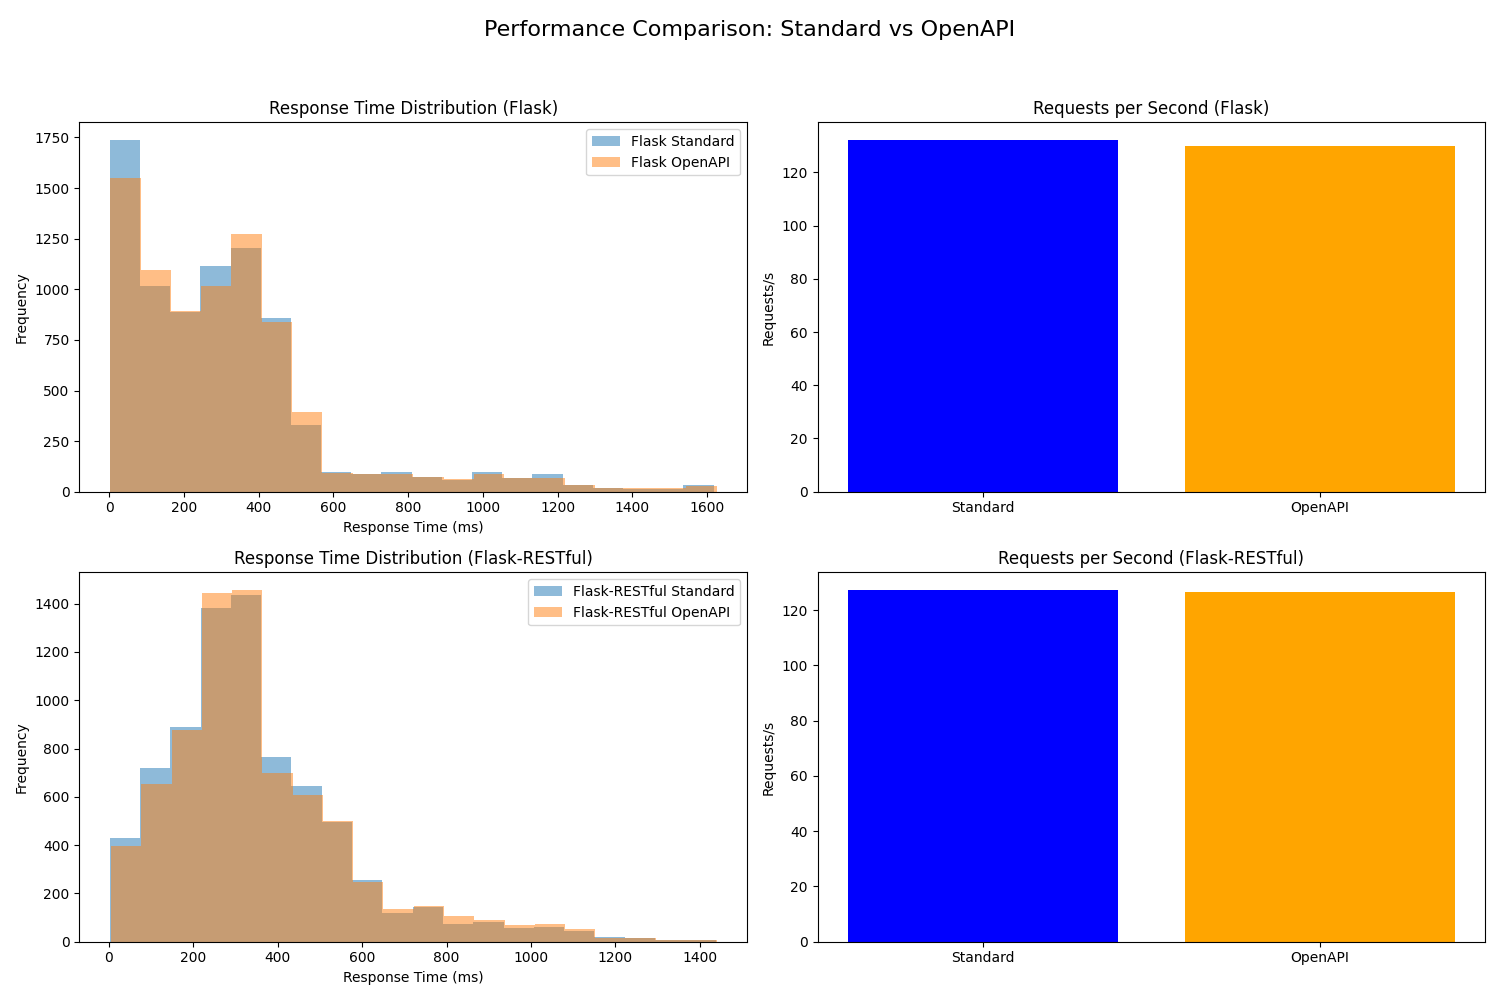 Performance Comparison: Standard vs OpenAPI
Response Time Distribution (Flask)
1750
1500
1250
1000
750
500
250
0
Frequency
Flask Standard
Flask OpenAPI
0 200 400 600 800 1000 1200 1400 1600
Response Time (ms)
Requests per Second (Flask)
120
100
80
60
40
20
0
Requests/s
Standard OpenAPI
Response Time Distribution (Flask-RESTful)
1400
1200
1000
800
600
400
200
0
Frequency
Flask-RESTful Standard
Flask-RESTful OpenAPI
0 200 400 600 800 1000 1200 1400
Response Time (ms)
Requests per Second (Flask-RESTful)
120
100
80
60
40
20
0
Requests/s
Standard OpenAPI